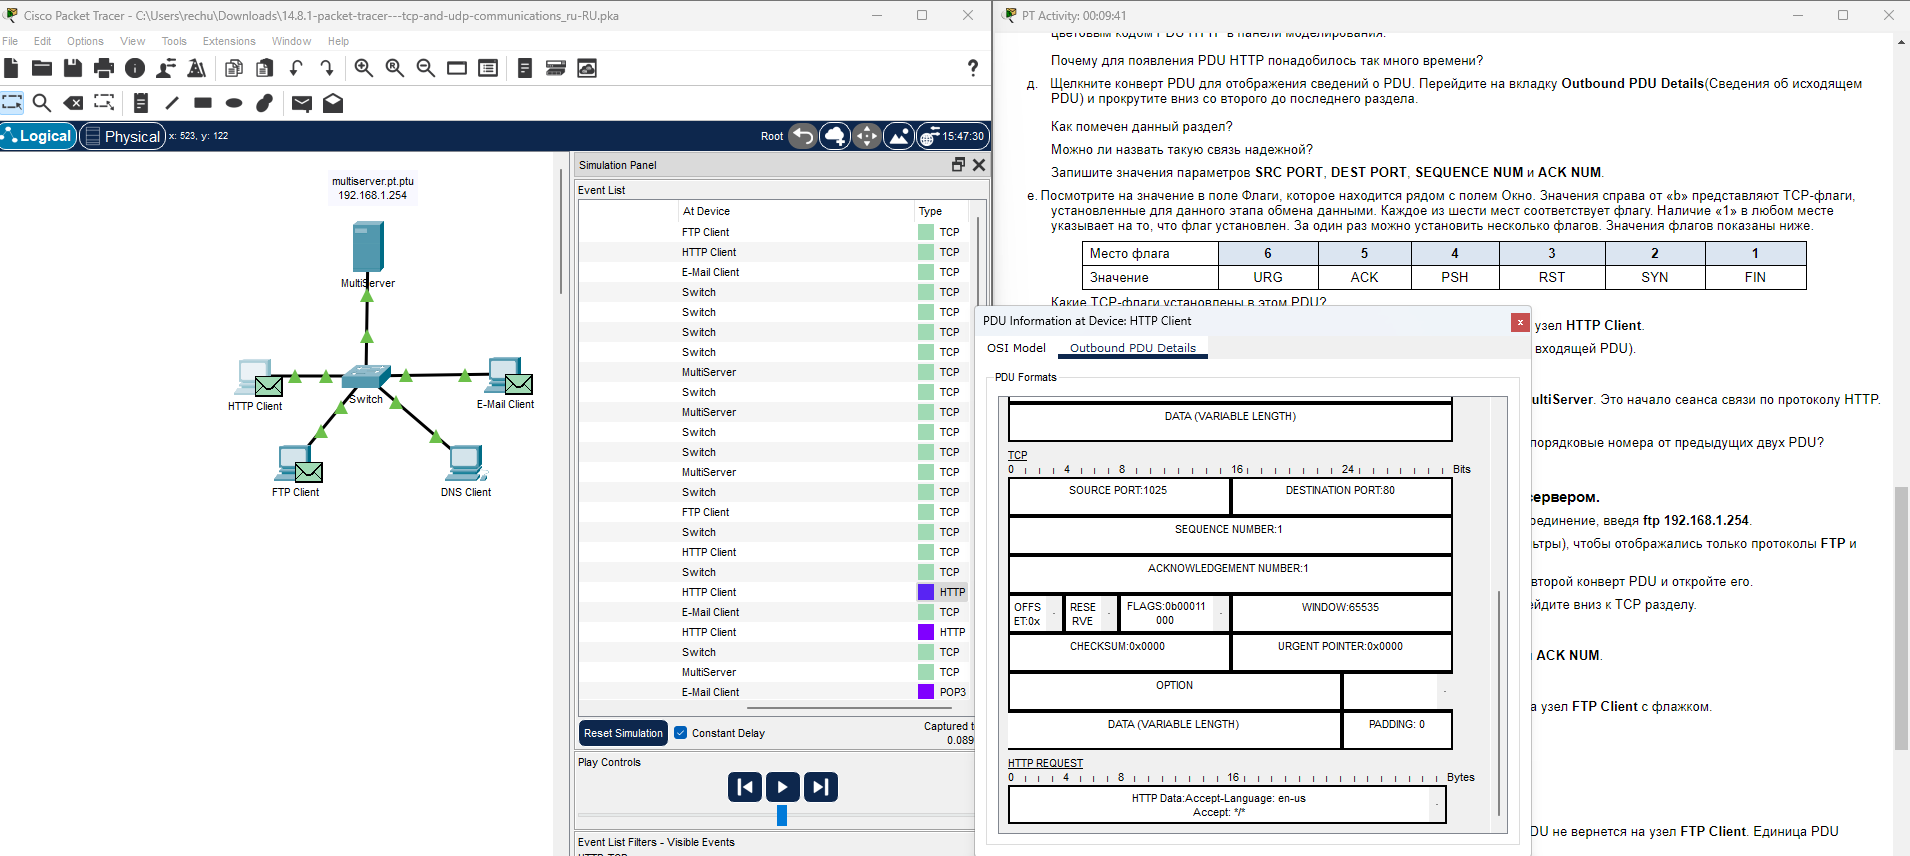 Cisco Packet Tracer - C:\Users\rechu\Downloads\14.8.1-packet-tracer---tcp-and-udp-communications_ru-RU.pka
File Edit Options View Tools Extensions Window Help
?
Logical Physical x: 523, y: 122 Root 15:47:30
multiserver.pt.ptu
192.168.1.254
MultiServer
HTTP Client
Switch
E-Mail Client
FTP Client
DNS Client
Simulation Panel
Event List
At Device Type
FTP Client TCP
HTTP Client TCP
E-Mail Client TCP
Switch TCP
Switch TCP
Switch TCP
Switch TCP
MultiServer TCP
Switch TCP
MultiServer TCP
Switch TCP
Switch TCP
MultiServer TCP
Switch TCP
FTP Client TCP
Switch TCP
HTTP Client TCP
Switch TCP
HTTP Client HTTP
E-Mail Client TCP
HTTP Client HTTP
Switch TCP
MultiServer TCP
E-Mail Client POP3
Reset Simulation Constant Delay Captured t
0.089
Play Controls
Event List Filters - Visible Events
PT Activity: 00:09:41
цветовым кодом PDU HTTP в панели моделирования.
Почему для появления PDU HTTP понадобилось так много времени?
д. Щелкните конверт PDU для отображения сведений о PDU. Перейдите на вкладку Outbound PDU Details(Сведения об исходящем
PDU) и прокрутите вниз со второго до последнего раздела.
Как помечен данный раздел?
Можно ли назвать такую связь надежной?
Запишите значения параметров SRC PORT, DEST PORT, SEQUENCE NUM и ACK NUM.
е. Посмотрите на значение в поле Флаги, которое находится рядом с полем Окно. Значения справа от «b» представляют TCP-флаги,
установленные для данного этапа обмена данными. Каждое из шести мест соответствует флагу. Наличие «1» в любом месте
указывает на то, что флаг установлен. За один раз можно установить несколько флагов. Значения флагов показаны ниже.
Место флага 6 5 4 3 2 1
Значение URG ACK PSH RST SYN FIN
Какие TCP-флаги установлены в этом PDU?
узел HTTP Client.
входящей PDU).
ultiServer. Это начало сеанса связи по протоколу HTTP.
порядковые номера от предыдущих двух PDU?
ервером.
единение, введя ftp 192.168.1.254.
ьтры), чтобы отображались только протоколы FTP и
второй конверт PDU и откройте его.
йдите вниз к TCP разделу.
ACK NUM.
а узел FTP Client с флажком.
DU не вернется на узел FTP Client. Единица PDU
PDU Information at Device: HTTP Client x
OSI Model Outbound PDU Details
PDU Formats
DATA (VARIABLE LENGTH)
TCP
0 4 8 16 24 Bits
SOURCE PORT:1025 DESTINATION PORT:80
SEQUENCE NUMBER:1
ACKNOWLEDGEMENT NUMBER:1
OFFS
ET:0x
RESE
RVE
FLAGS:0b00011
000
WINDOW:65535
CHECKSUM:0x0000 URGENT POINTER:0x0000
OPTION
DATA (VARIABLE LENGTH) PADDING: 0
HTTP REQUEST
0 4 8 16 Bytes
HTTP Data:Accept-Language: en-us
Accept: */*